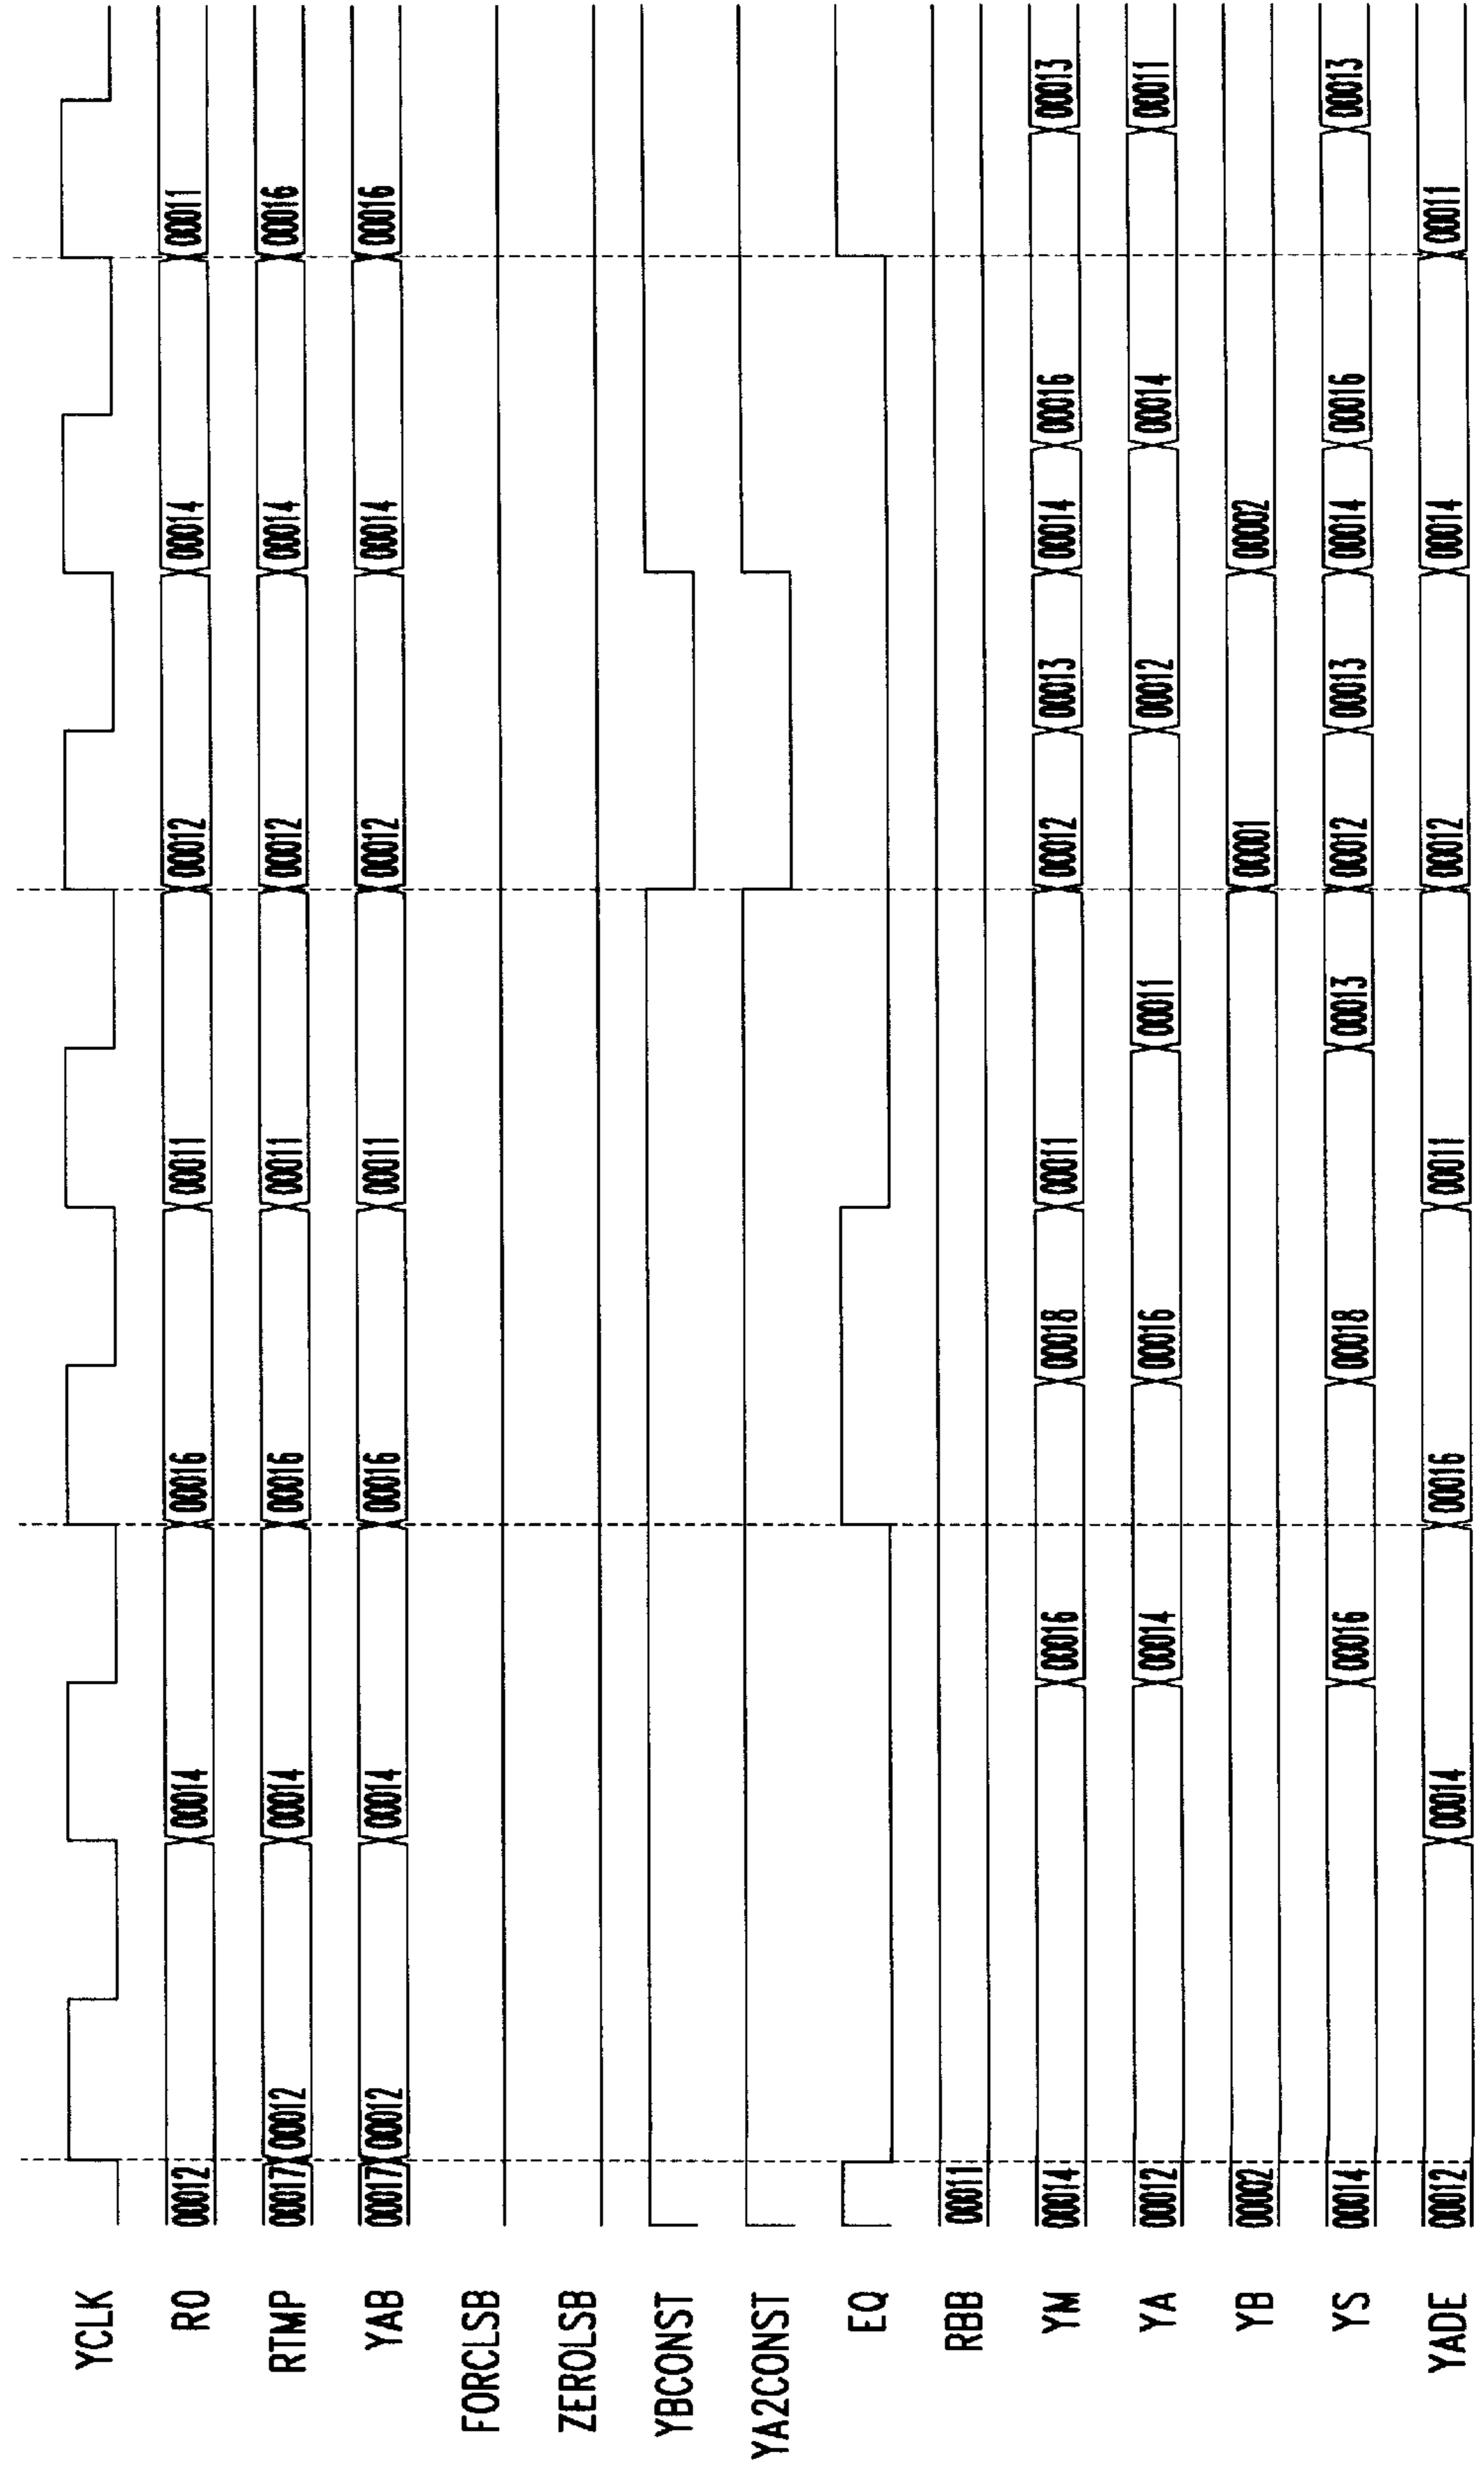 YCLK
R0 00012 00014 00016 00011 00012 00014 00011
RTMP 00017 00012 00014 00016 00011 00012 00014 00016
YAB 00017 00012 00014 00016 00011 00012 00014 00016
FORCLSB
ZEROLSB
YBCONST
YA2CONST
EQ
RBB 00011
YM 00014 00016 00018 00011 00012 00013 00014 00016 00013
YA 00012 00014 00016 00011 00012 00014 00011
YB 00002 00001 00002
YS 00014 00016 00018 00013 00012 00013 00014 00016 00013
YADE 00012 00014 00016 00011 00012 00014 00011